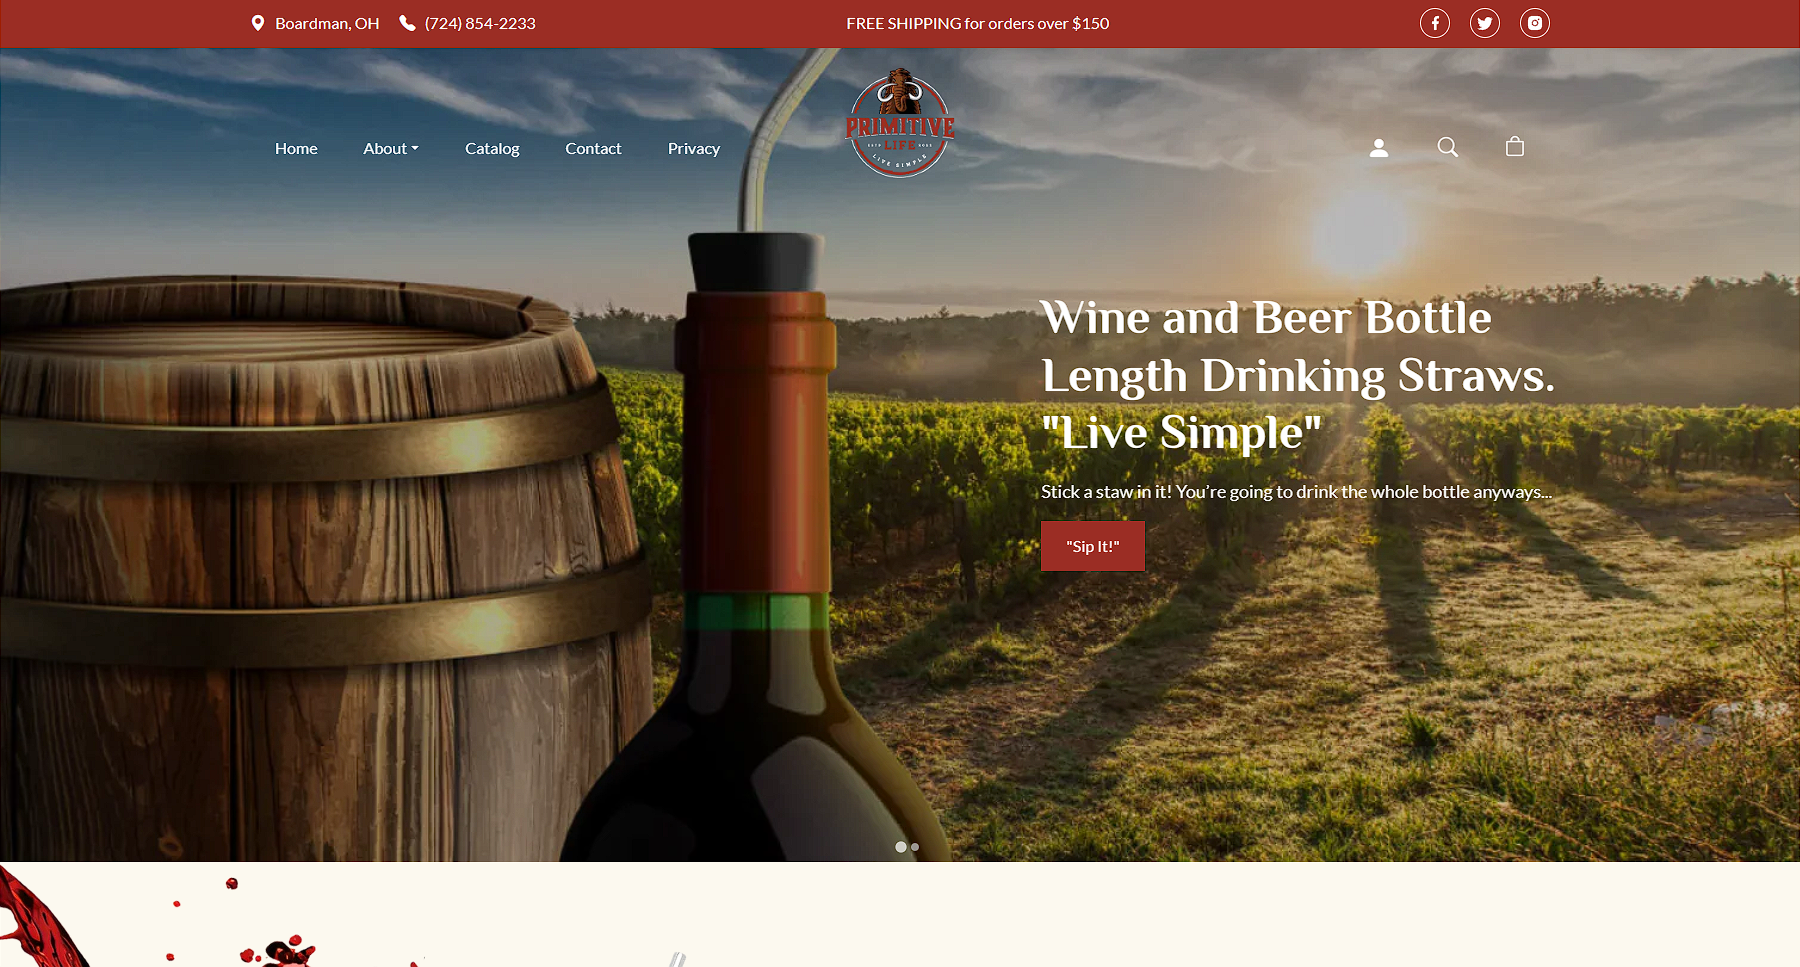 Boardman, OH
(724) 854-2233
FREE SHIPPING for orders over $150
Home
About
Catalog
Contact
Privacy
PRIMITIVE
LIFE
LIVE SIMPLE
Wine and Beer Bottle
Length Drinking Straws.
"Live Simple"
Stick a staw in it! You’re going to drink the whole bottle anyways...
"Sip It!"